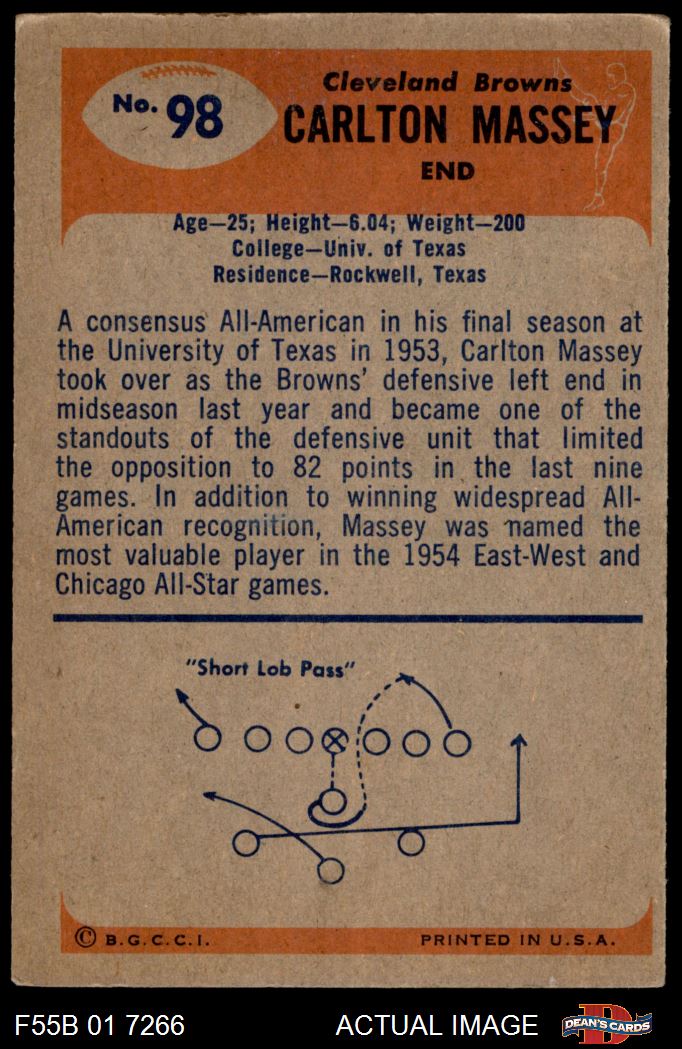 Cleveland Browns
No. 98
CARLTON MASSEY
END
Age—25; Height—6.04; Weight—200
College—Univ. of Texas
Residence—Rockwell, Texas
A consensus All-American in his final season at
the University of Texas in 1953, Carlton Massey
took over as the Browns' defensive left end in
midseason last year and became one of the
standouts of the defensive unit that limited
the opposition to 82 points in the last nine
games. In addition to winning widespread All-
American recognition, Massey was named the
most valuable player in the 1954 East-West and
Chicago All-Star games.
"Short Lob Pass"
© B.G.C.C.I.
PRINTED IN U.S.A.
F55B 01 7266
ACTUAL IMAGE
D
DEAN'S CARDS